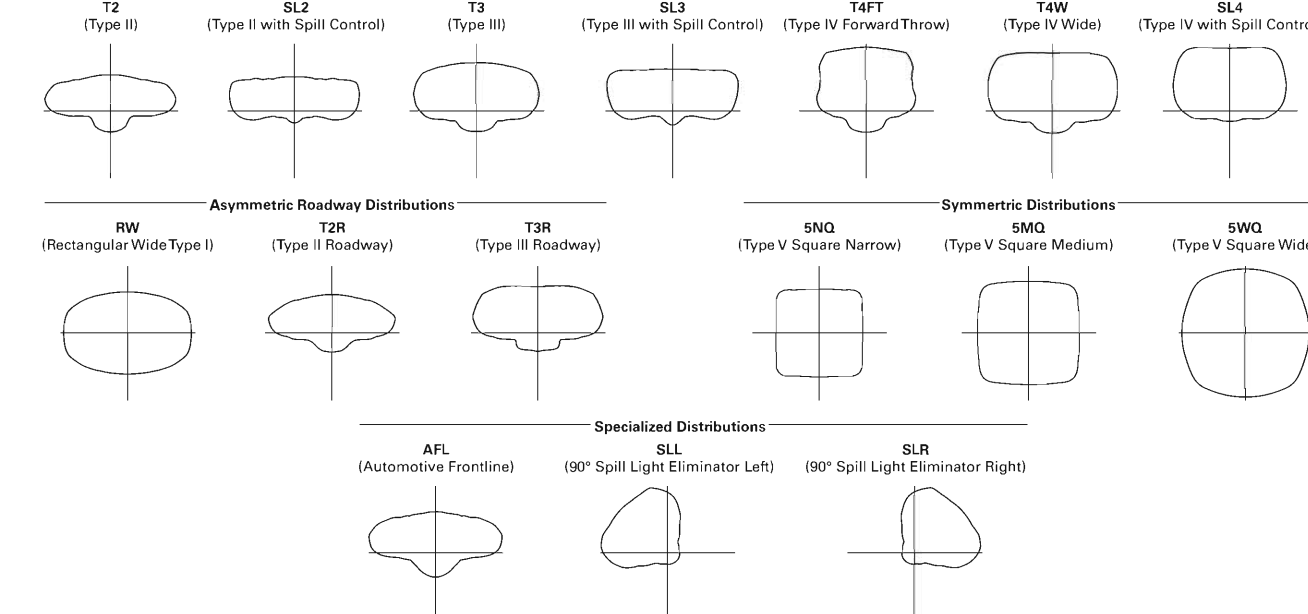 T2 SL2 T3 SL3 T4FT T4W SL4
(Type II) (Type II with Spill Control) (Type III) (Type III with Spill Control) (Type IV Forward Throw) (Type IV Wide) (Type IV with Spill Contro
Asymmetric Roadway Distributions Symmertric Distributions
RW T2R T3R 5NQ 5MQ 5WQ
(Rectangular Wide Type I) (Type II Roadway) (Type III Roadway) (Type V Square Narrow) (Type V Square Medium) (Type V Square Wide
Specialized Distributions
AFL SLL SLR
(Automotive Frontline) (90° Spill Light Eliminator Left) (90° Spill Light Eliminator Right)